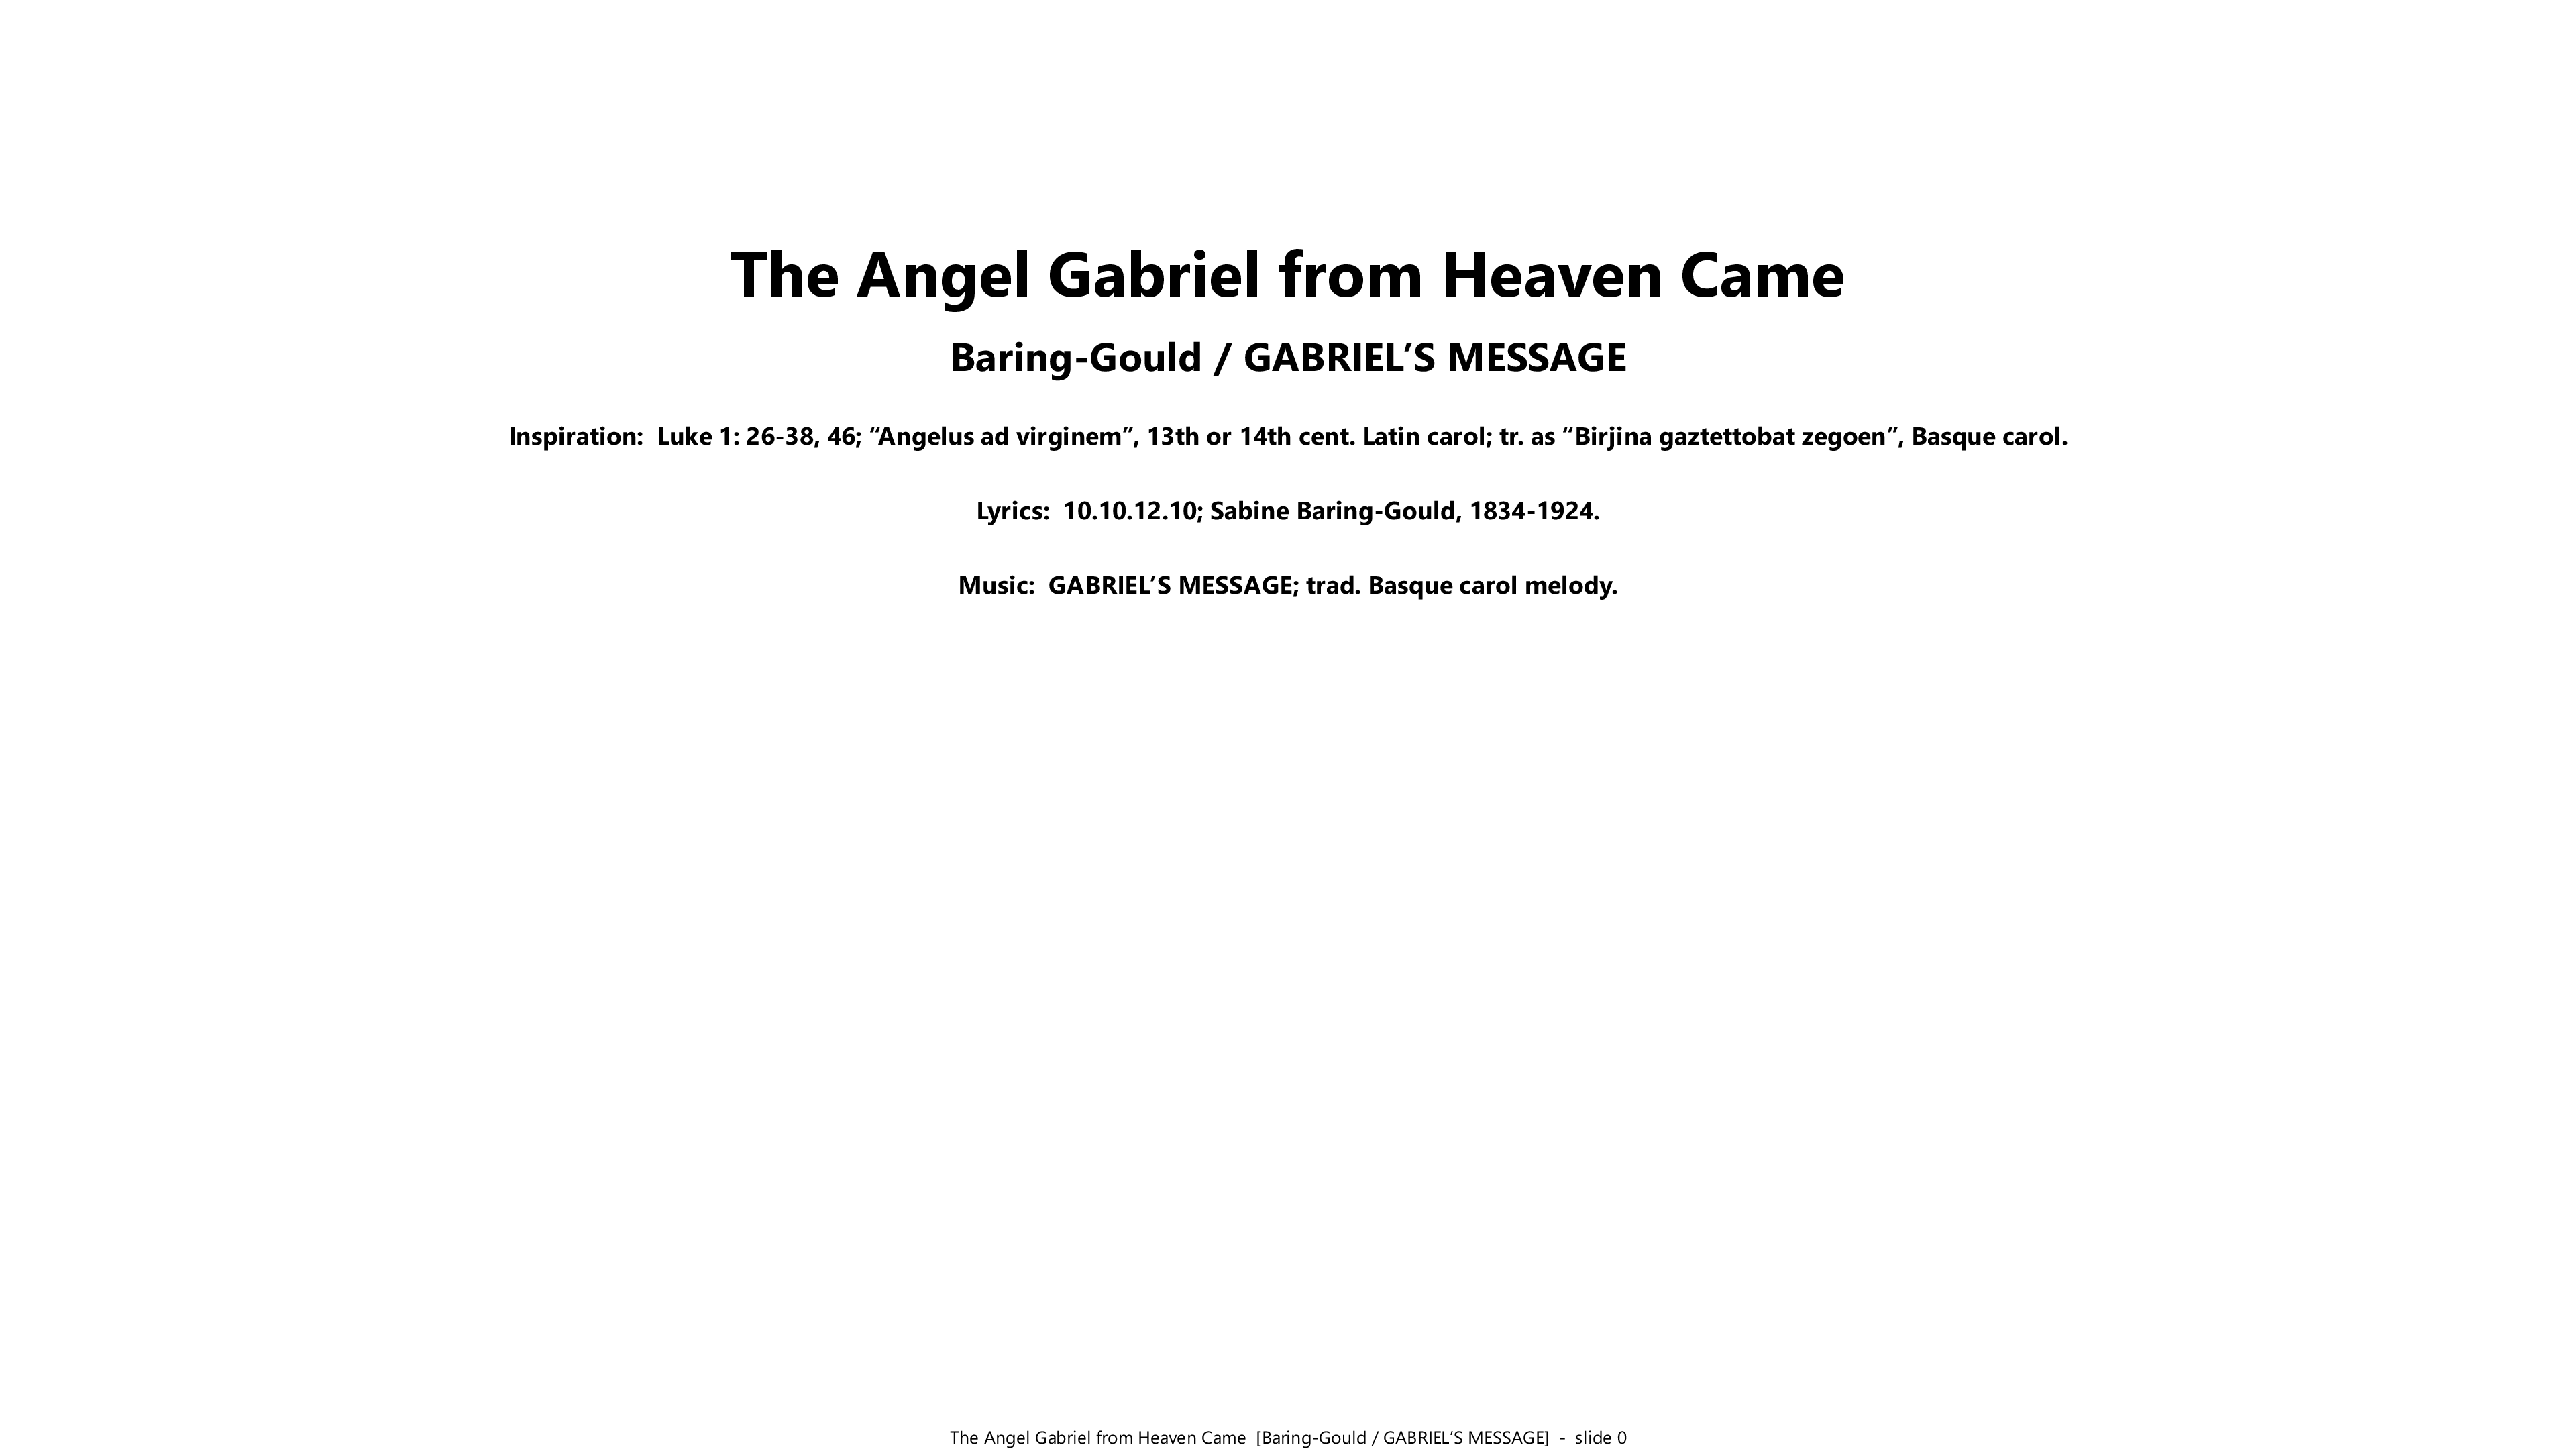 The Angel Gabriel from Heaven Came
Baring-Gould / GABRIEL’S MESSAGE
Inspiration:  Luke 1: 26-38, 46; “Angelus ad virginem”, 13th or 14th cent. Latin carol; tr. as “Birjina gaztettobat zegoen”, Basque carol.
Lyrics:  10.10.12.10; Sabine Baring-Gould, 1834-1924.
Music:  GABRIEL’S MESSAGE; trad. Basque carol melody.
The Angel Gabriel from Heaven Came  [Baring-Gould / GABRIEL’S MESSAGE]  -  slide 0